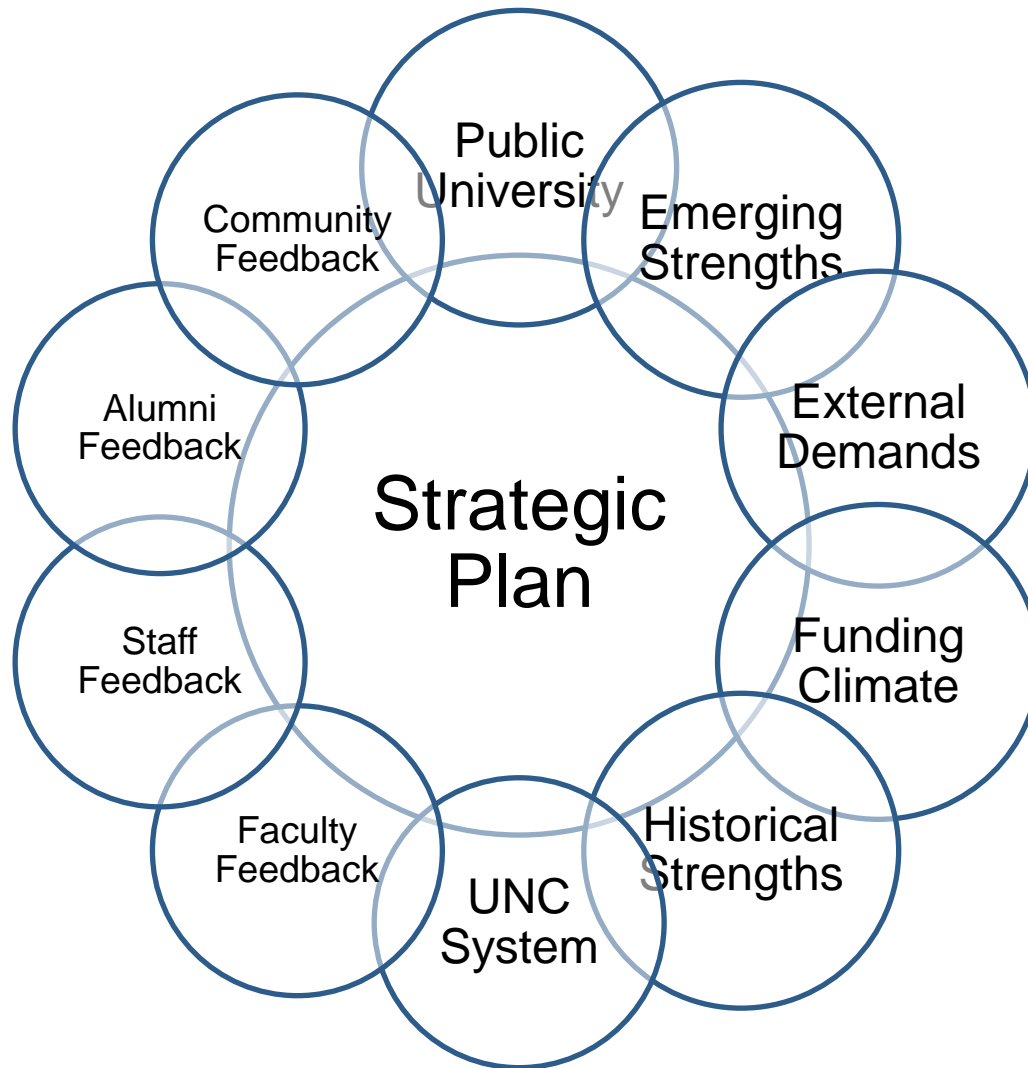 Public
University
Emerging
Strengths
External
Demands
Funding
Climate
Historical
Strengths
UNC
System
Faculty
Feedback
Staff
Feedback
Alumni
Feedback
Community
Feedback
Strategic
Plan